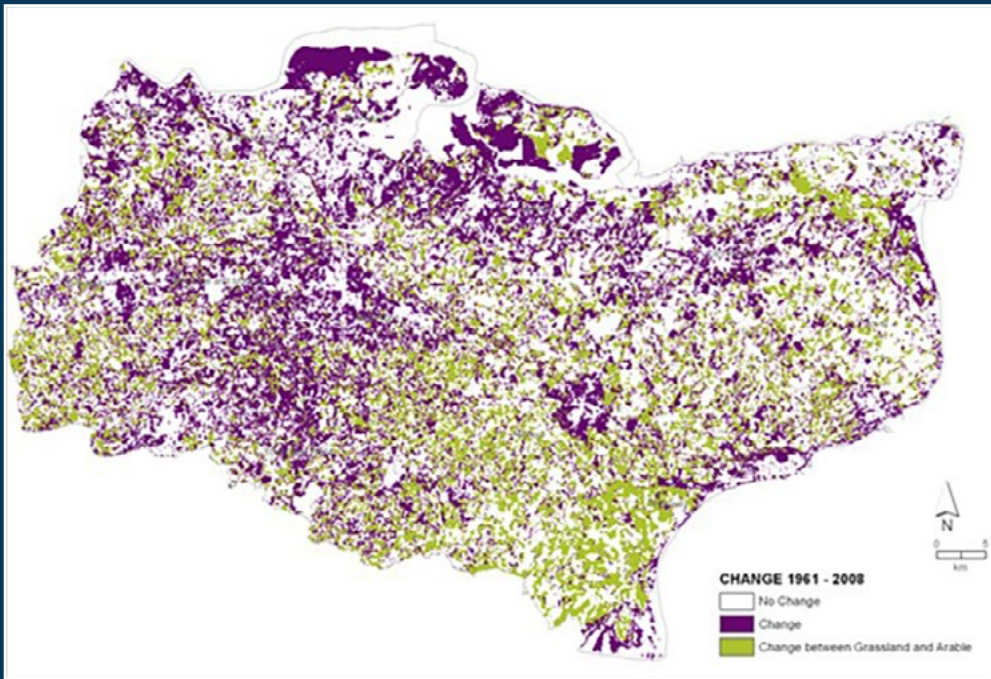 N
0 5
km
CHANGE 1961 - 2008
No Change
Change
Change between Grassland and Arable